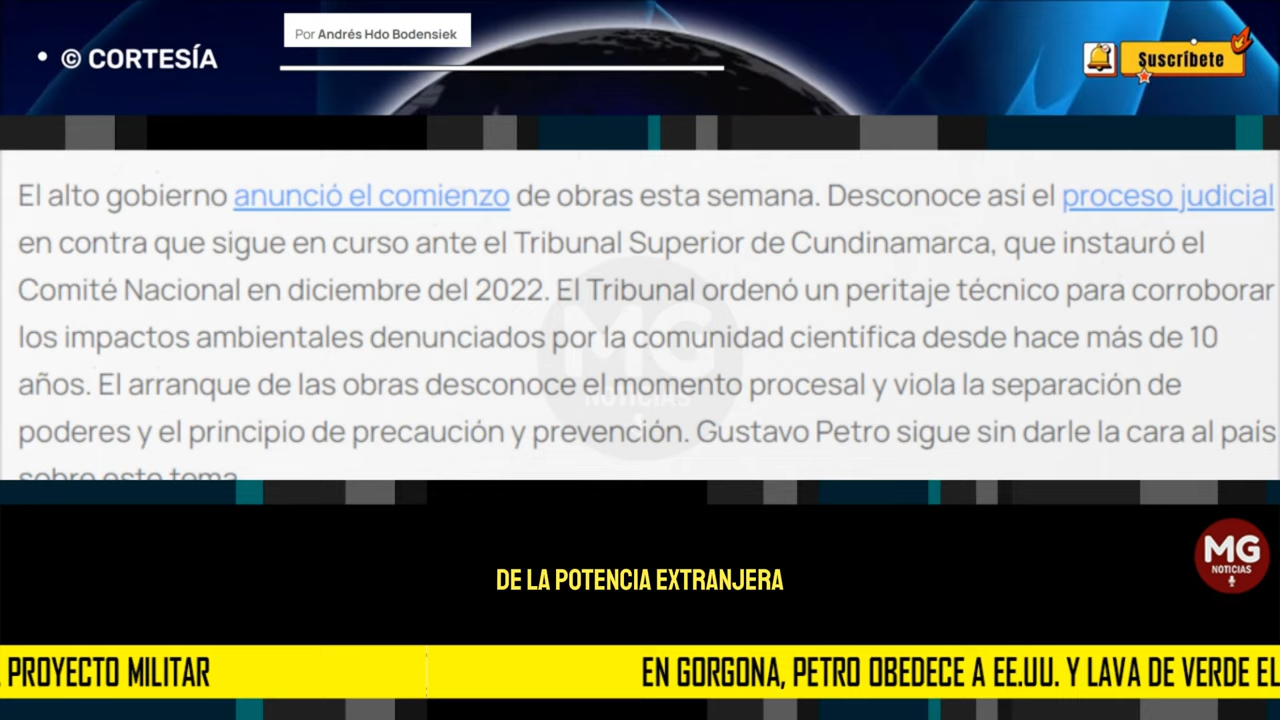 Por Andrés Hdo Bodensiek
• © CORTESÍA
Suscríbete
El alto gobierno anunció el comienzo de obras esta semana. Desconoce así el proceso judicial
en contra que sigue en curso ante el Tribunal Superior de Cundinamarca, que instauró el
Comité Nacional en diciembre del 2022. El Tribunal ordenó un peritaje técnico para corroborar
los impactos ambientales denunciados por la comunidad científica desde hace más de 10
años. El arranque de las obras desconoce el momento procesal y viola la separación de
poderes y el principio de precaución y prevención. Gustavo Petro sigue sin darle la cara al país
sobre este tema
MG
NOTICIAS
DE LA POTENCIA EXTRANJERA
MG
NOTICIAS
PROYECTO MILITAR
EN GORGONA, PETRO OBEDECE A EE.UU. Y LAVA DE VERDE EL